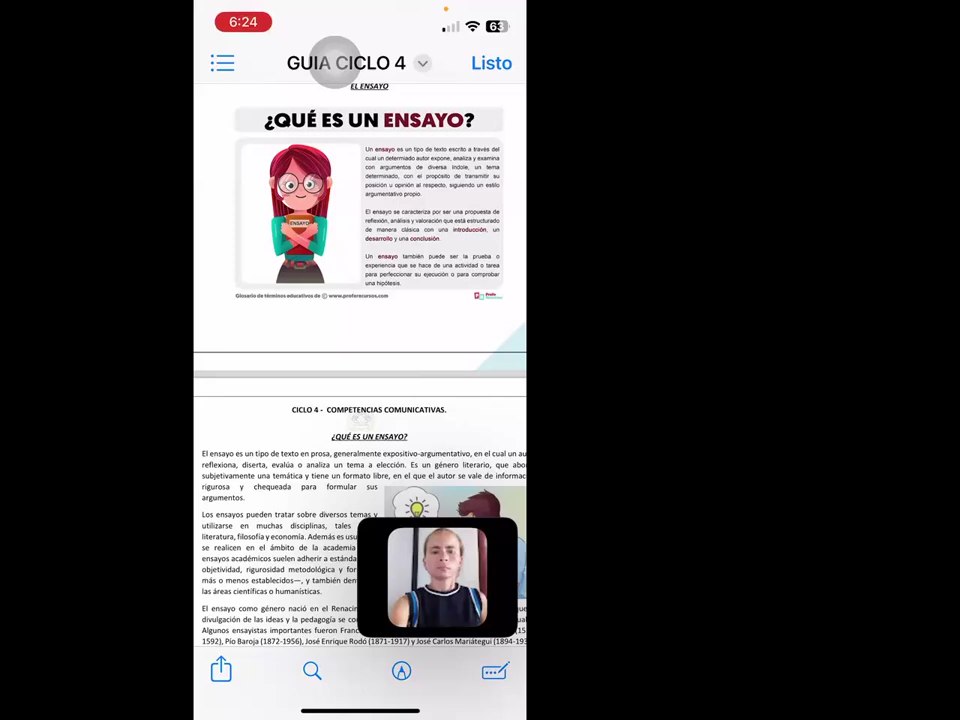 6:24
63
GUIA CICLO 4
Listo
EL ENSAYO
¿QUÉ ES UN ENSAYO?
Un ensayo es un tipo de texto escrito a través del
cual un determiado autor expone, analiza y examina
con argumentos de diversa índole, un tema
determinado, con el propósito de transmitir su
posición u opinión al respecto, siguiendo un estilo
argumentativo propio.
El ensayo se caracteriza por ser una propuesta de
reflexión, análisis y valoración que está estructurado
de manera clásica con una introducción, un
desarrollo y una conclusión.
Un ensayo también puede ser la prueba o
experiencia que se hace de una actividad o tarea
para perfeccionar su ejecución o para comprobar
una hipótesis.
ENSAYO
Glosario de términos educativos de © www.proferecursos.com
Profe
CICLO 4 - COMPETENCIAS COMUNICATIVAS.
¿QUÉ ES UN ENSAYO?
El ensayo es un tipo de texto en prosa, generalmente expositivo-argumentativo, en el cual un au
reflexiona, diserta, evalúa o analiza un tema a elección. Es un género literario, que abo
subjetivamente una temática y tiene un formato libre, en el que el autor se vale de informac
rigurosa y chequeada para formular sus
argumentos.
Los ensayos pueden tratar sobre diversos temas y
utilizarse en muchas disciplinas, tales
literatura, filosofía y economía. Además es usu
se realicen en el ámbito de la academia
ensayos académicos suelen adherir a estánda
objetividad, rigurosidad metodológica y for
más o menos establecidos—, y también den
las áreas científicas o humanísticas.
El ensayo como género nació en el Renaci
divulgación de las ideas y la pedagogía se co
Algunos ensayistas importantes fueron Franc
1592), Pío Baroja (1872-1956), José Enrique Rodó (1871-1917) y José Carlos Mariátegui (1894-193